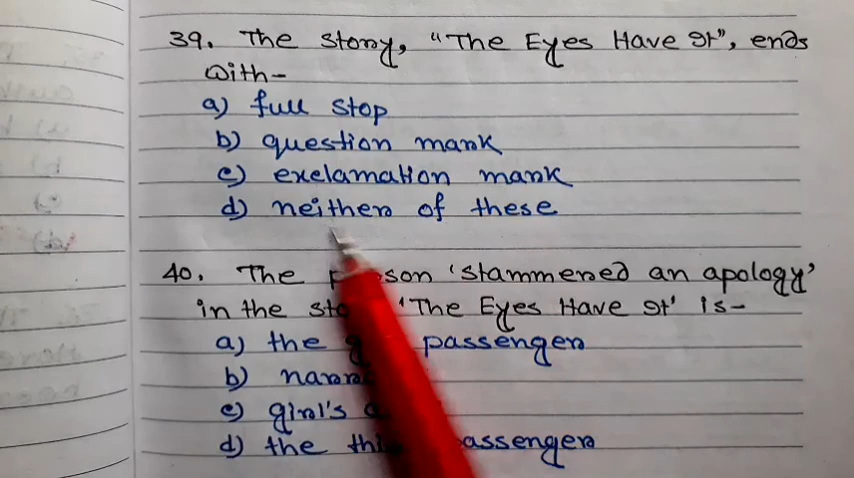 39. The story, "The Eyes Have It", ends
with-
a) full stop
b) question mark
c) exclamation mark
d) neither of these
40. The son 'stammered an apology'
in the 'The Eyes Have It' is-
a) the passenger
b)
c) girl's
d) the passenger